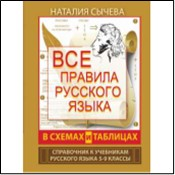 НАТАЛИЯ СЫЧЕВА
ВСЕ
ПРАВИЛА
РУССКОГО
ЯЗЫКА
В СХЕМАХ И ТАБЛИЦАХ
СПРАВОЧНИК К УЧЕБНИКАМ
РУССКОГО ЯЗЫКА 5-9 КЛАССЫ